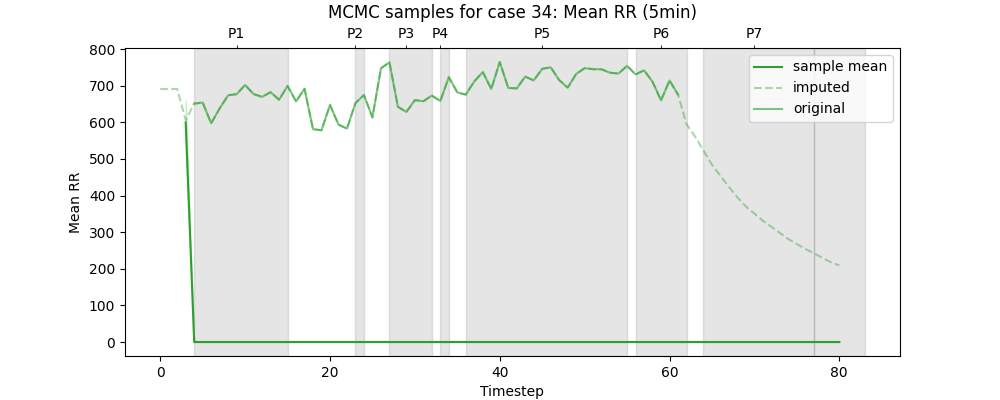 MCMC samples for case 34: Mean RR (5min)
P1 P2 P3 P4 P5 P6 P7
800
700
600
500
400
300
200
100
0
Mean RR
sample mean
imputed
original
0 20 40 60 80
Timestep